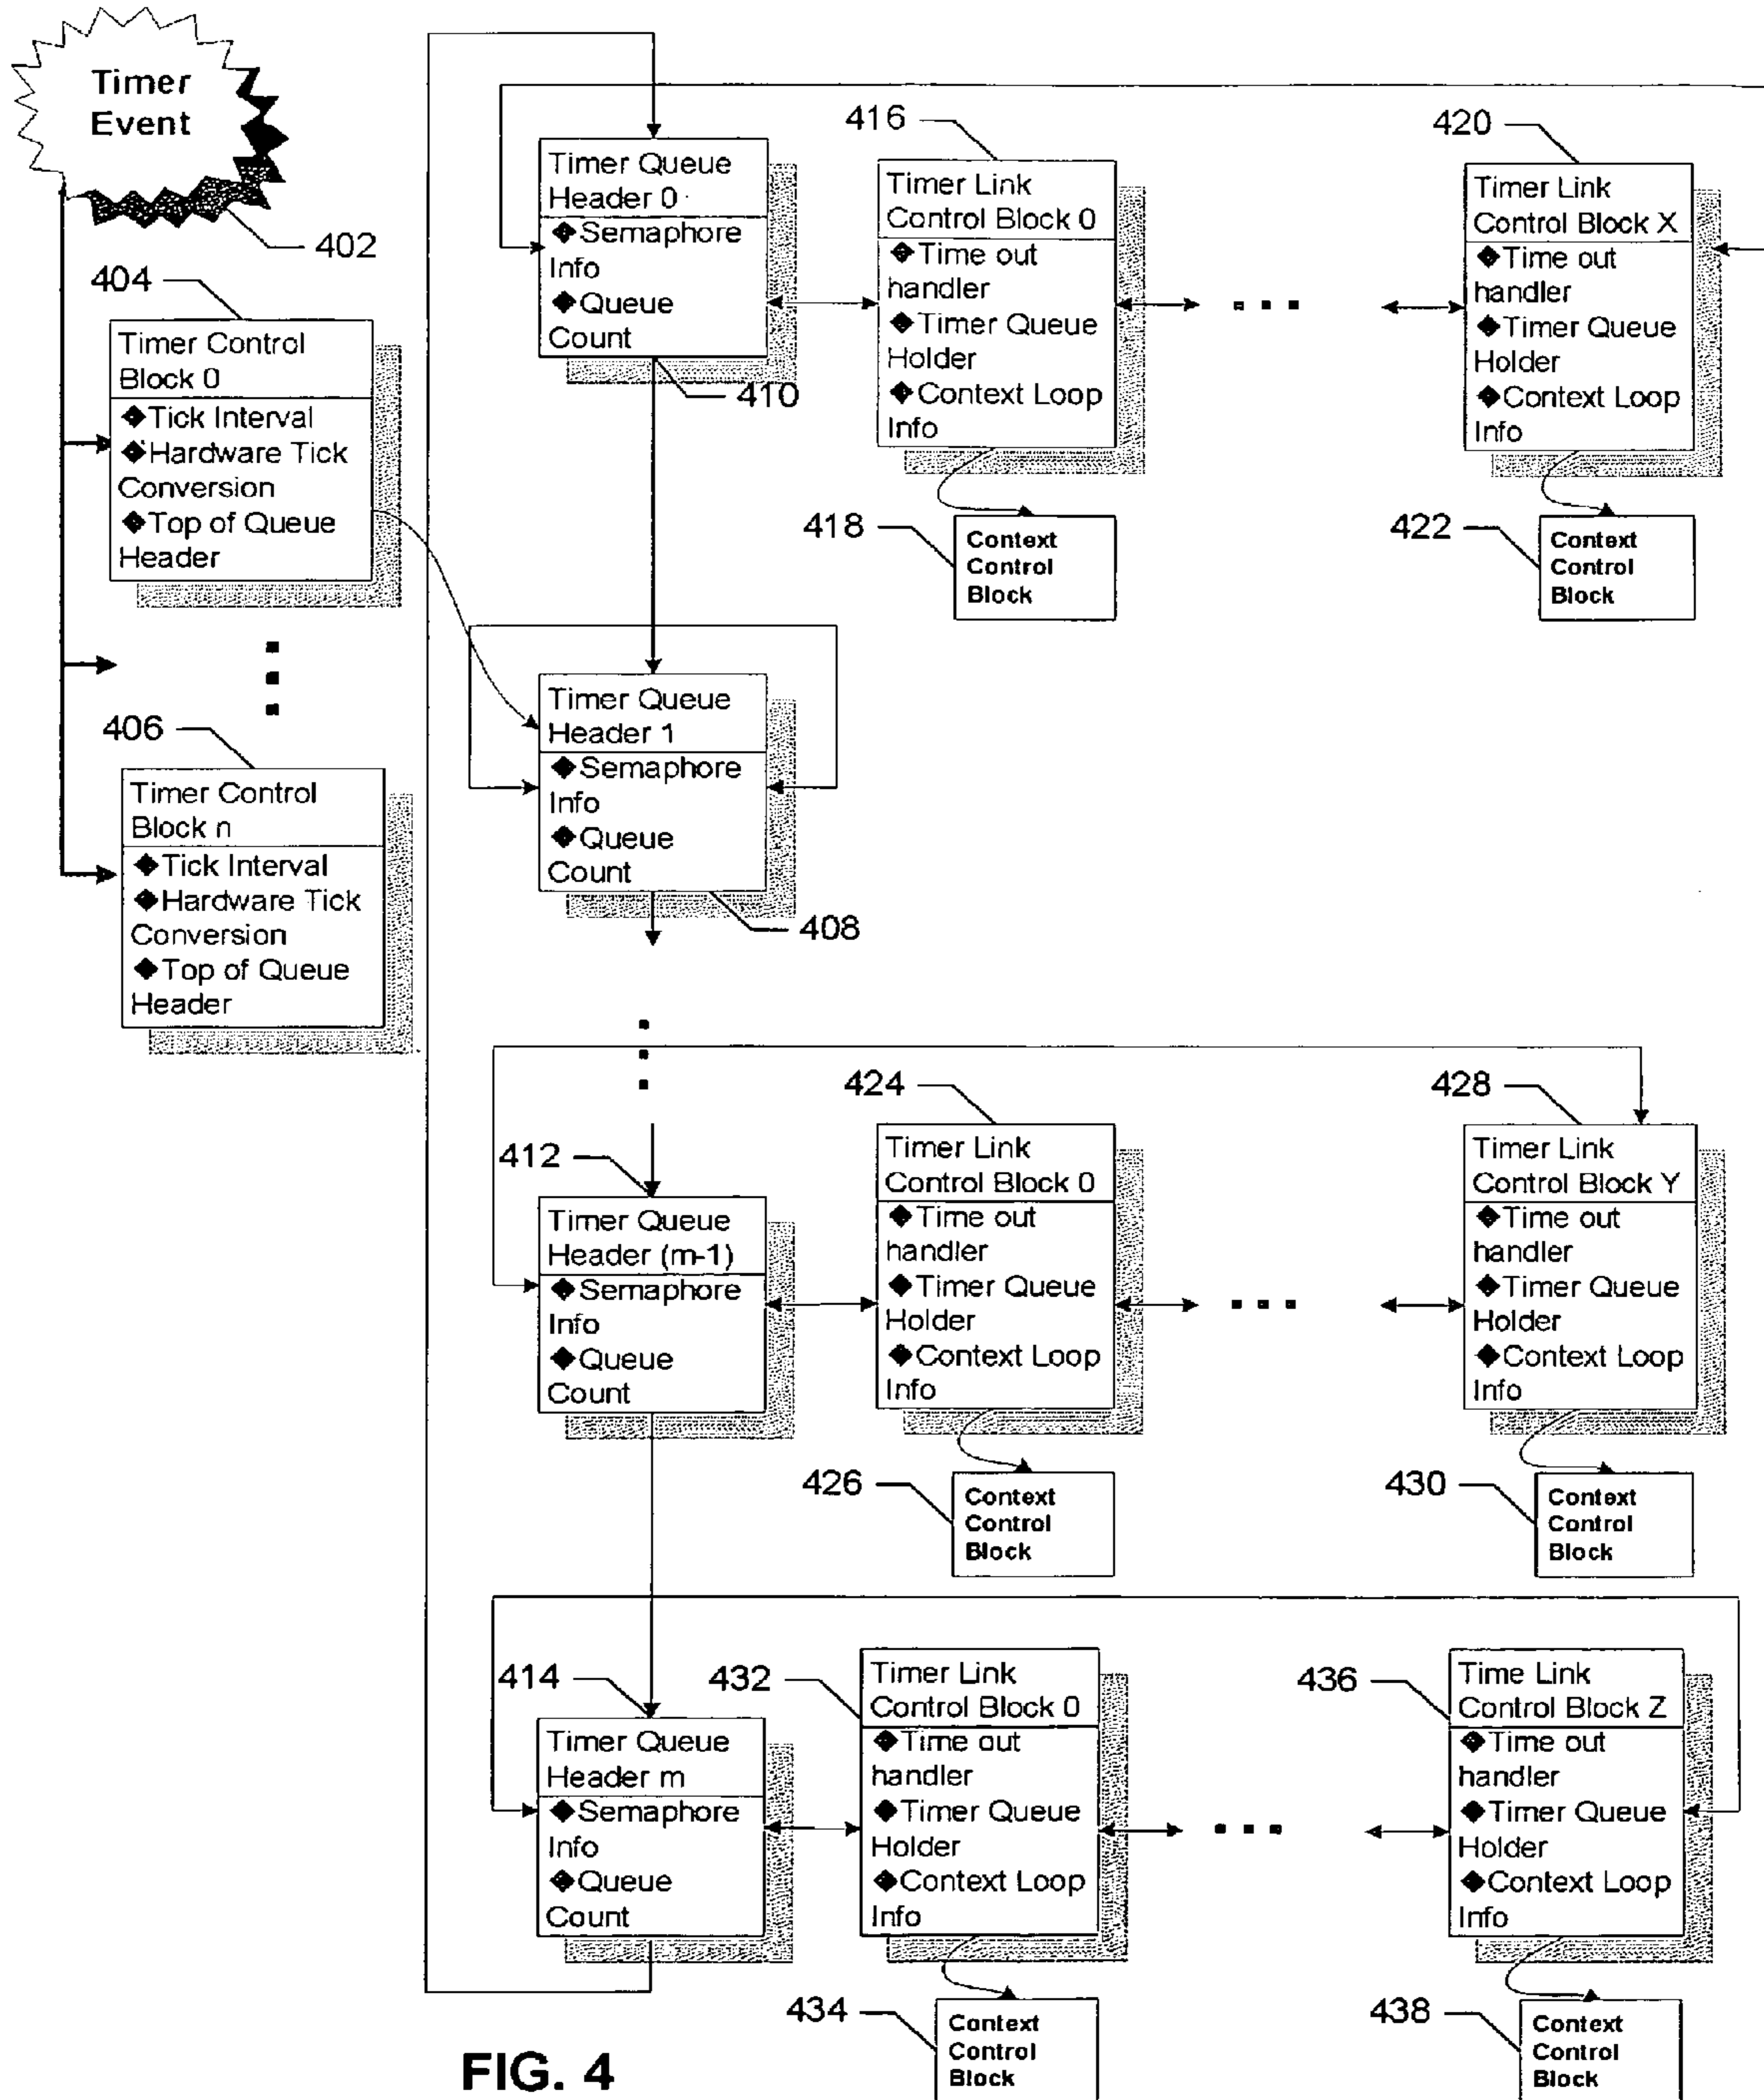 Timer
Event
402
404
Timer Control
Block 0
◆Tick Interval
◆Hardware Tick
Conversion
◆Top of Queue
Header
406
Timer Control
Block n
◆Tick Interval
◆Hardware Tick
Conversion
◆Top of Queue
Header
Timer Queue
Header 0
◆Semaphore
Info
◆Queue
Count
410
416
Timer Link
Control Block 0
◆Time out
handler
◆Timer Queue
Holder
◆Context Loop
Info
418
Context
Control
Block
420
Timer Link
Control Block X
◆Time out
handler
◆Timer Queue
Holder
◆Context Loop
Info
422
Context
Control
Block
Timer Queue
Header 1
◆Semaphore
Info
◆Queue
Count
408
412
Timer Queue
Header (m-1)
◆Semaphore
Info
◆Queue
Count
424
Timer Link
Control Block 0
◆Time out
handler
◆Timer Queue
Holder
◆Context Loop
Info
426
Context
Control
Block
428
Timer Link
Control Block Y
◆Time out
handler
◆Timer Queue
Holder
◆Context Loop
Info
430
Context
Control
Block
414
Timer Queue
Header m
◆Semaphore
Info
◆Queue
Count
432
Timer Link
Control Block 0
◆Time out
handler
◆Timer Queue
Holder
◆Context Loop
Info
434
Context
Control
Block
436
Time Link
Control Block Z
◆Time out
handler
◆Timer Queue
Holder
◆Context Loop
Info
438
Context
Control
Block
FIG. 4